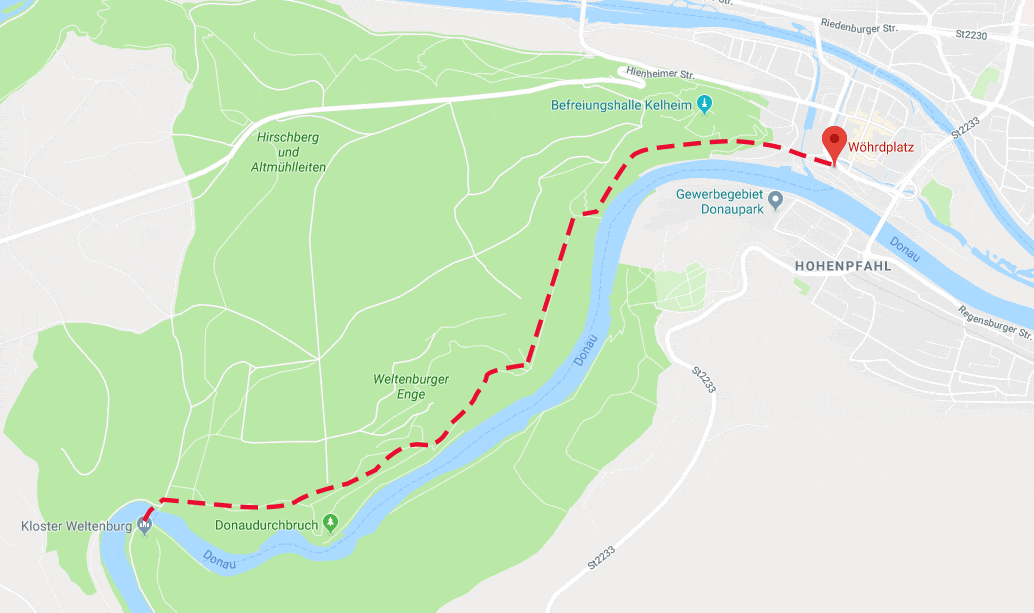 Str.
Riedenburger Str.
St2230
Hienheimer Str.
Befreiungshalle Kelheim
St2233
Hirschberg
und
Altmühlleiten
Wöhrdplatz
Gewerbegebiet
Donaupark
Donau
HOHENPFAHL
Regensburger Str.
Donau
Weltenburger
Enge
St2233
Kloster Weltenburg
Donaudurchbruch
Donau
St2233